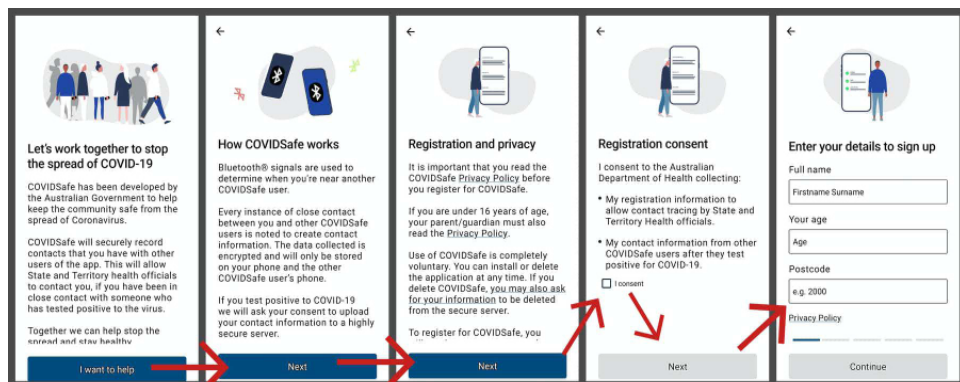 Let's work together to stop
the spread of COVID-19
COVIDSafe has been developed by
the Australian Government to help
keep the community safe from the
spread of Coronavirus.
COVIDSafe will securely record
contacts that you have with other
users of the app. This will allow
State and Territory health officials
to contact you, if you have been in
close contact with someone who
has tested positive to the virus.
Together we can help stop the
spread and stay healthy
I want to help
How COVIDSafe works
Bluetooth® signals are used to
determine when you're near another
COVIDSafe user.
Every instance of close contact
between you and other COVIDSafe
users is noted to create contact
information. The data collected is
encrypted and will only be stored
on your phone and the other
COVIDSafe user's phone.
If you test positive to COVID-19
we will ask your consent to upload
your contact information to a highly
secure server.
Next
Registration and privacy
It is important that you read the
COVIDSafe Privacy Policy before
you register for COVIDSafe.
If you are under 16 years of age,
your parent/guardian must also
read the Privacy Policy.
Use of COVIDSafe is completely
voluntary. You can install or delete
the application at any time. If you
delete COVIDSafe, you may also ask
for your information to be deleted
from the secure server.
To register for COVIDSafe, you
Next
Registration consent
I consent to the Australian
Department of Health collecting:
• My registration information to
allow contact tracing by State and
Territory Health officials.
• My contact information from other
COVIDSafe users after they test
positive for COVID-19.
I consent
Next
Enter your details to sign up
Full name
Firstname Surname
Your age
Age
Postcode
e.g. 2000
Privacy Policy
Continue